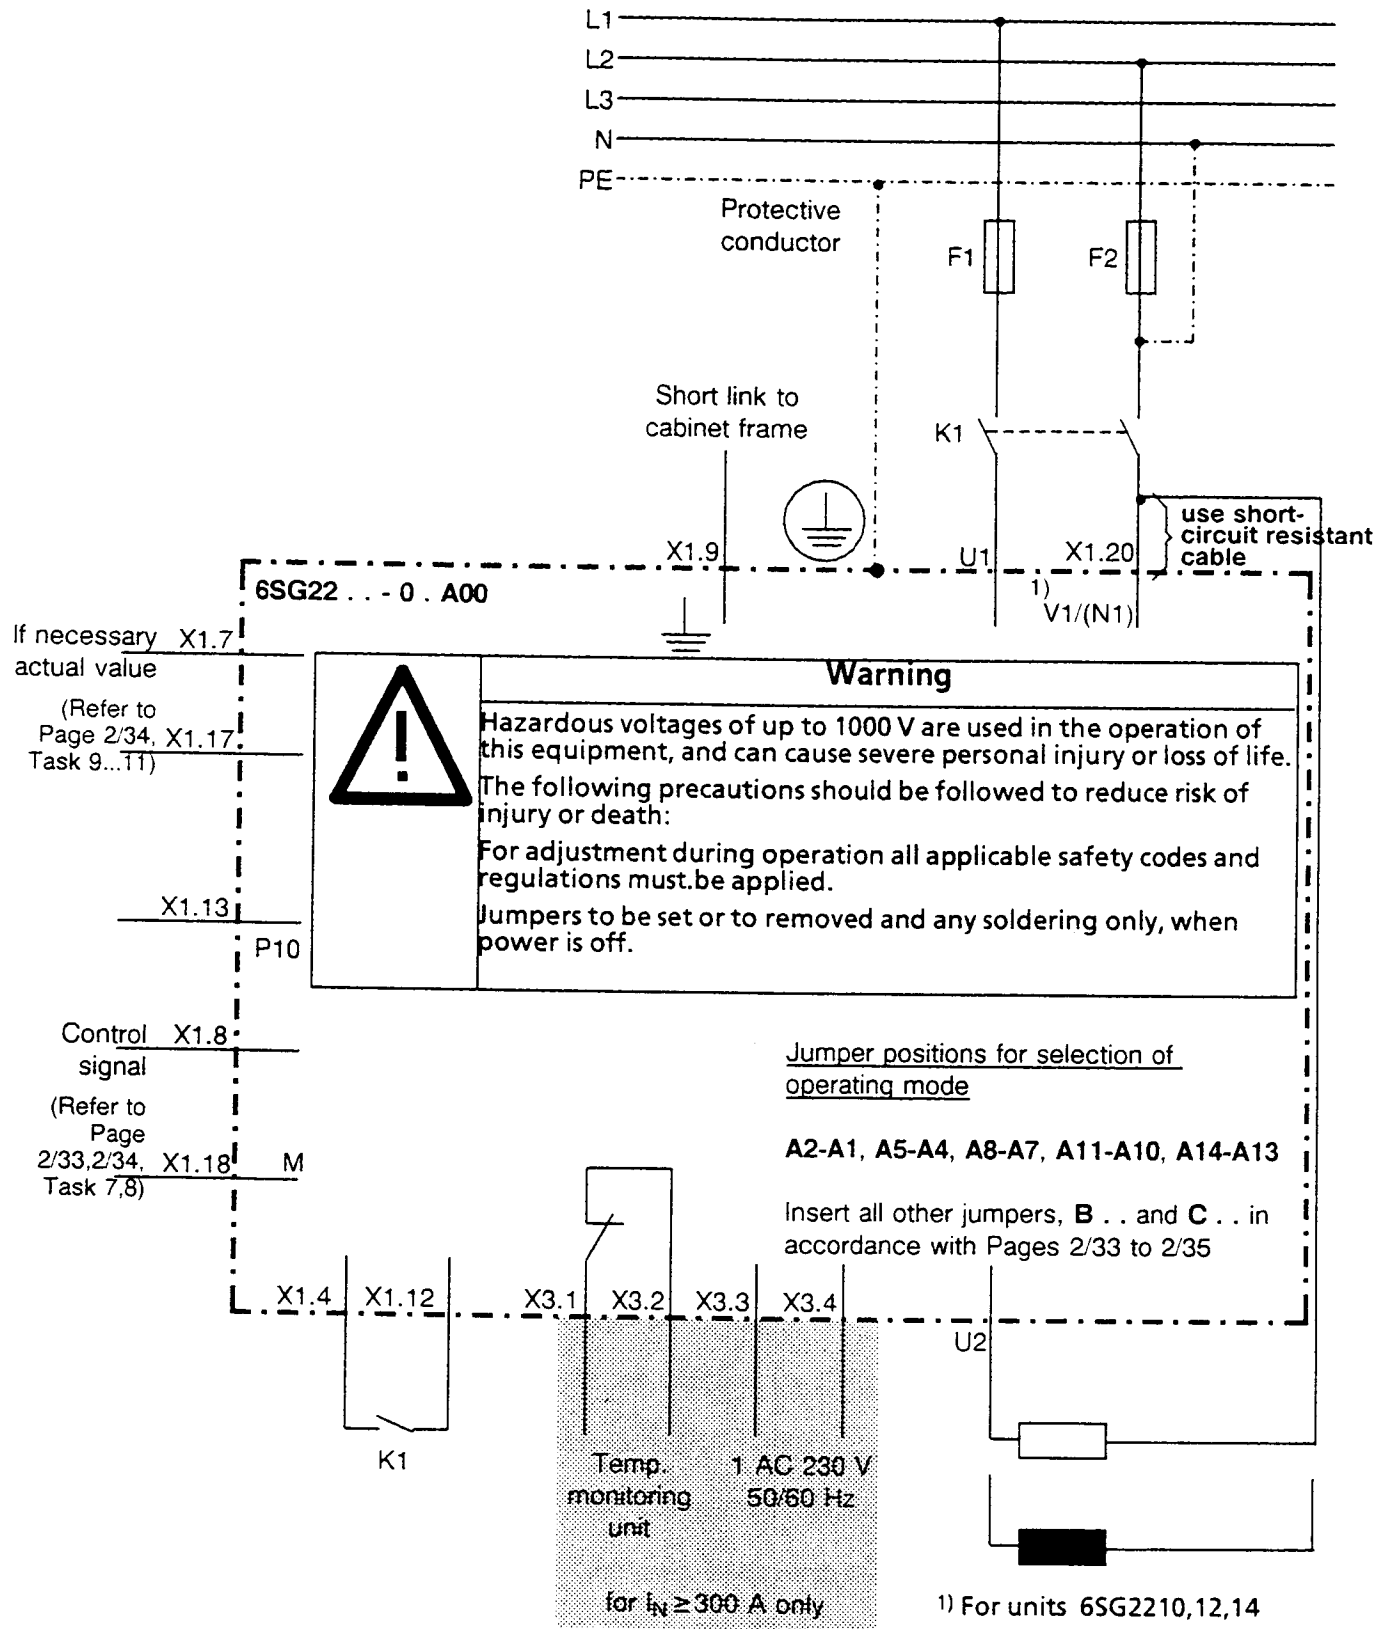 L1
L2
L3
N
PE
Protective
conductor
F1
F2
Short link to
cabinet frame
K1
use short-
circuit resistant
cable
X1.9
U1
X1.20
1)
V1/(N1)
6SG22 . . - 0 . A00
If necessary
actual value
X1.7
(Refer to
Page 2/34,
Task 9...11)
X1.17
Warning
Hazardous voltages of up to 1000 V are used in the operation of
this equipment, and can cause severe personal injury or loss of life.
The following precautions should be followed to reduce risk of
injury or death:
For adjustment during operation all applicable safety codes and
regulations must.be applied.
Jumpers to be set or to removed and any soldering only, when
power is off.
X1.13
P10
Control
signal
X1.8
(Refer to
Page
2/33,2/34,
Task 7,8)
X1.18
M
Jumper positions for selection of
operating mode
A2-A1, A5-A4, A8-A7, A11-A10, A14-A13
Insert all other jumpers, B . . and C . . in
accordance with Pages 2/33 to 2/35
X1.4
X1.12
X3.1
X3.2
X3.3
X3.4
U2
K1
Temp.
monitoring
unit
1 AC 230 V
50/60 Hz
for IN ≥ 300 A only
1) For units 6SG2210,12,14